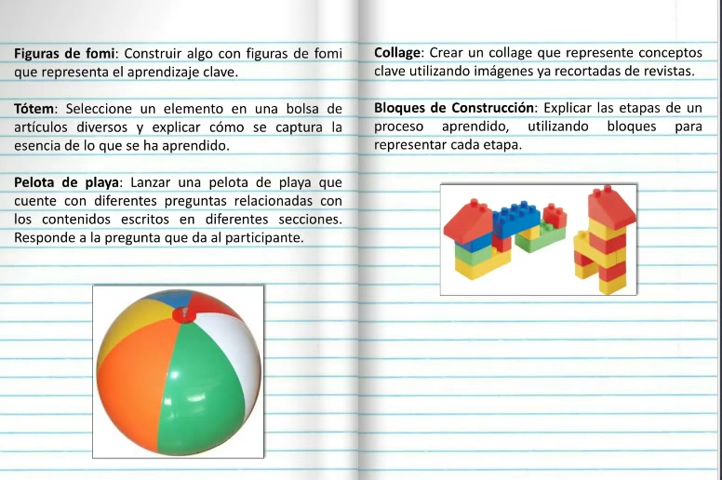 Figuras de fomi: Construir algo con figuras de fomi
que representa el aprendizaje clave.
Tótem: Seleccione un elemento en una bolsa de
artículos diversos y explicar cómo se captura la
esencia de lo que se ha aprendido.
Pelota de playa: Lanzar una pelota de playa que
cuente con diferentes preguntas relacionadas con
los contenidos escritos en diferentes secciones.
Responde a la pregunta que da al participante.
Collage: Crear un collage que represente conceptos
clave utilizando imágenes ya recortadas de revistas.
Bloques de Construcción: Explicar las etapas de un
proceso aprendido, utilizando bloques para
representar cada etapa.